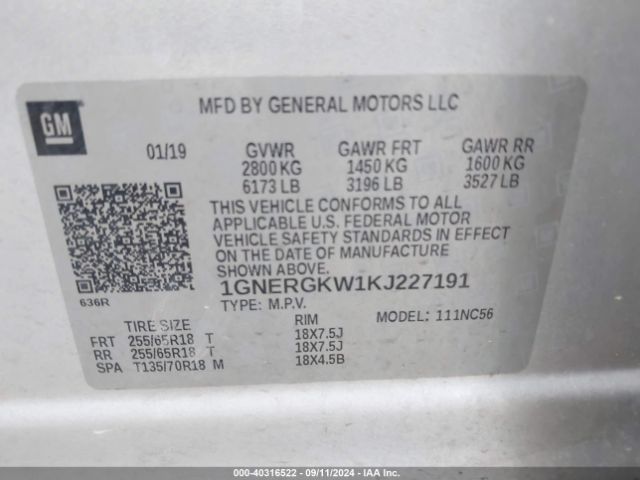 GM
MFD BY GENERAL MOTORS LLC
01/19 GVWR GAWR FRT GAWR RR
2800 KG 1450 KG 1600 KG
6173 LB 3196 LB 3527 LB
THIS VEHICLE CONFORMS TO ALL
APPLICABLE U.S. FEDERAL MOTOR
VEHICLE SAFETY STANDARDS IN EFFECT
ON THE DATE OF MANUFACTURE
SHOWN ABOVE.
1GNERGKW1KJ227191
636R
TYPE: M.P.V.
MODEL: 111NC56
TIRE SIZE RIM
FRT 255/65R18 T 18X7.5J
RR 255/65R18 T 18X7.5J
SPA T135/70R18 M 18X4.5B
000-40316522 - 09/11/2024 - IAAI.COM